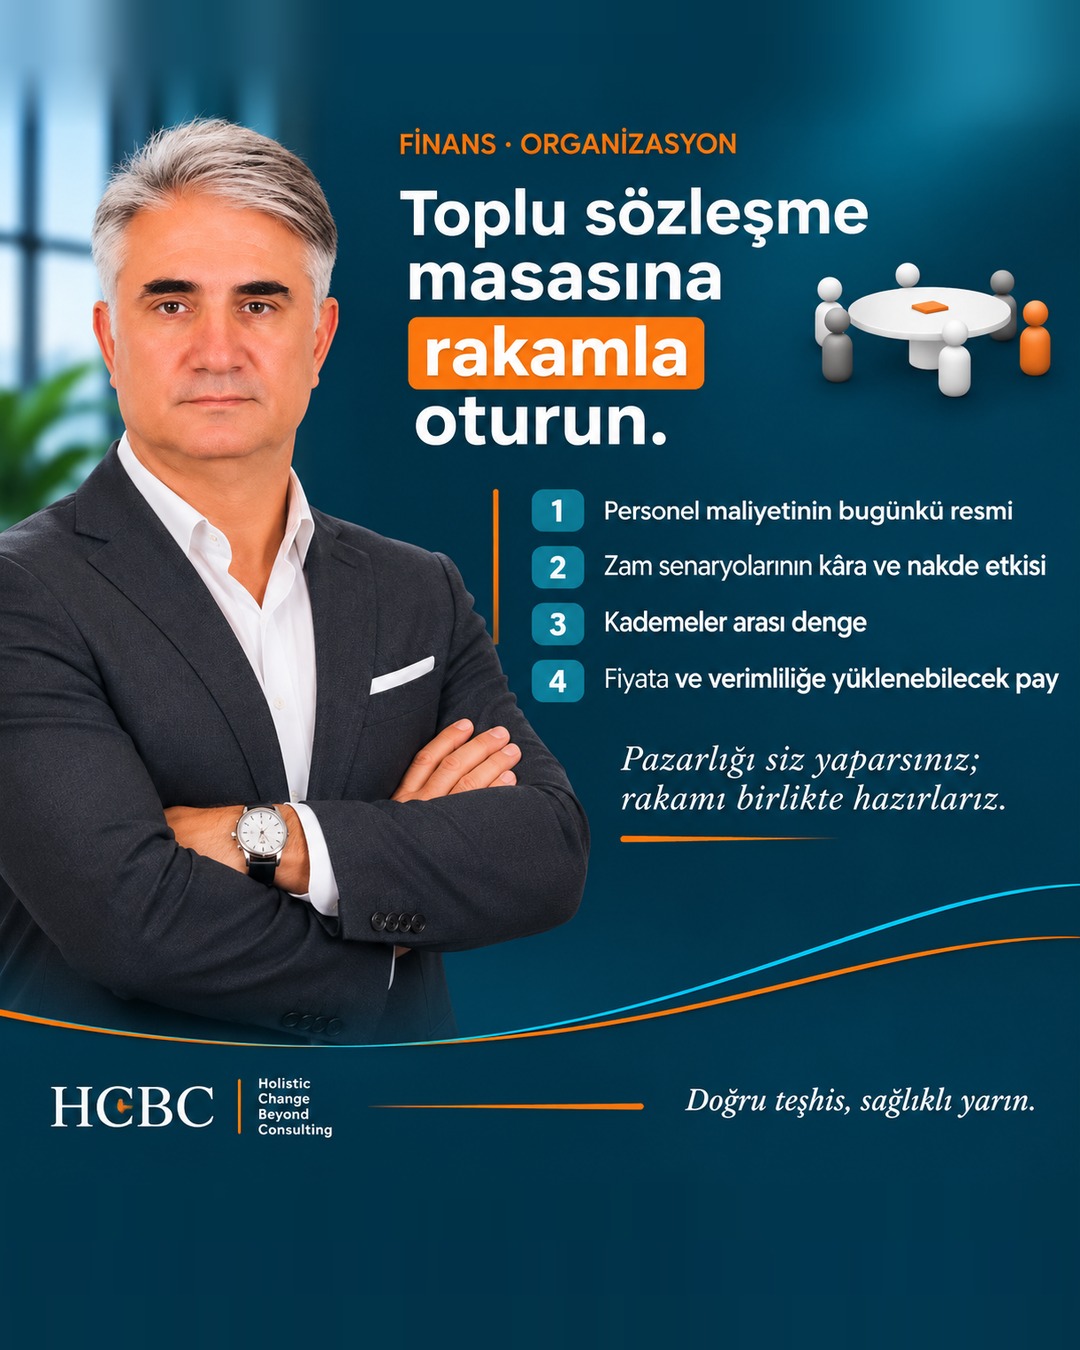 FİNANS · ORGANİZASYON
Toplu sözleşme
masasına
rakamla
oturun.
1 Personel maliyetinin bugünkü resmi
2 Zam senaryolarının kâra ve nakde etkisi
3 Kademeler arası denge
4 Fiyata ve verimliliğe yüklenebilecek pay
Pazarlığı siz yaparsınız;
rakamı birlikte hazırlarız.
HCBC
Holistic
Change
Beyond
Consulting
Doğru teşhis, sağlıklı yarın.